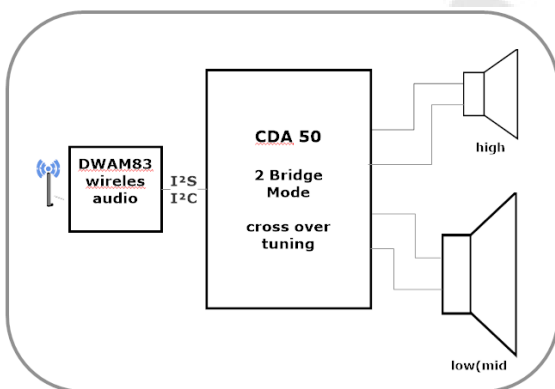 DWAM83
wireles
audio
I²S
I²C
CDA 50
2 Bridge
Mode
cross over
tuning
high
low(mid